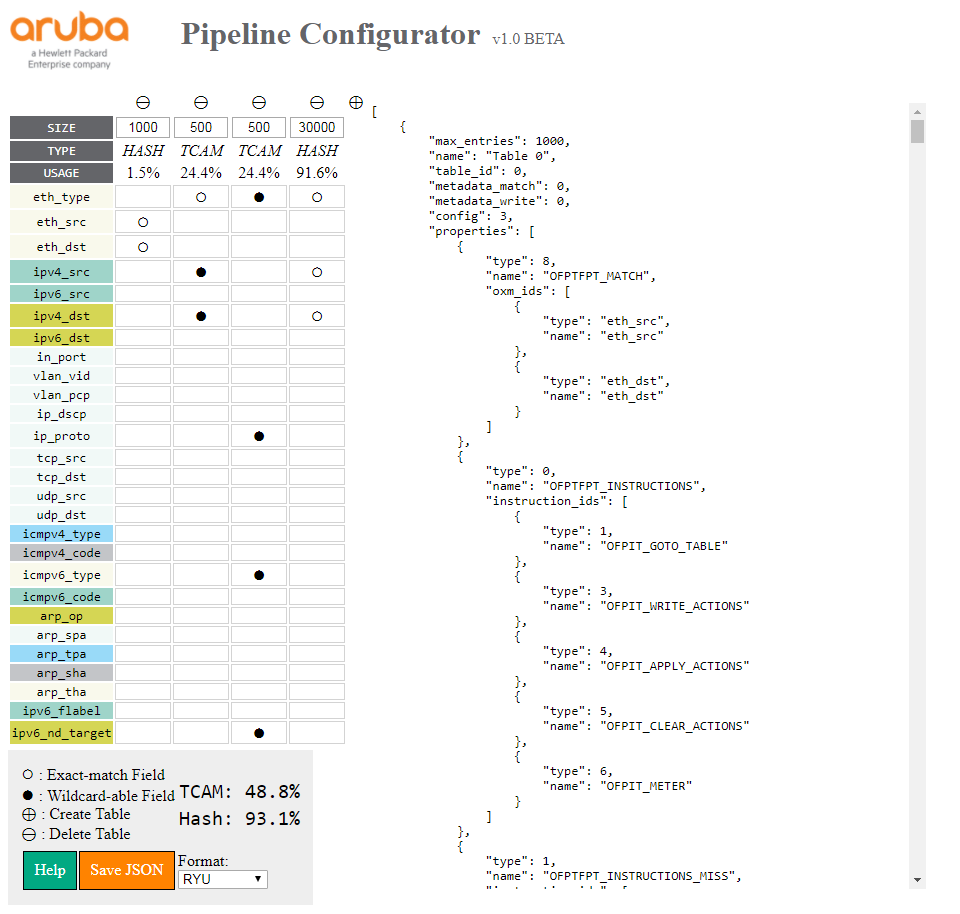 aruba
a Hewlett Packard
Enterprise company
Pipeline Configurator v1.0 BETA
SIZE 1000 500 500 30000
TYPE HASH TCAM TCAM HASH
USAGE 1.5% 24.4% 24.4% 91.6%
eth_type
eth_src
eth_dst
ipv4_src
ipv6_src
ipv4_dst
ipv6_dst
in_port
vlan_vid
vlan_pcp
ip_dscp
ip_proto
tcp_src
tcp_dst
udp_src
udp_dst
icmpv4_type
icmpv4_code
icmpv6_type
icmpv6_code
arp_op
arp_spa
arp_tpa
arp_sha
arp_tha
ipv6_flabel
ipv6_nd_target
: Exact-match Field
: Wildcard-able Field
: Create Table
: Delete Table
TCAM: 48.8%
Hash: 93.1%
Help
Save JSON
Format:
RYU
[
{
"max_entries": 1000,
"name": "Table 0",
"table_id": 0,
"metadata_match": 0,
"metadata_write": 0,
"config": 3,
"properties": [
{
"type": 8,
"name": "OFPTFPT_MATCH",
"oxm_ids": [
{
"type": "eth_src",
"name": "eth_src"
},
{
"type": "eth_dst",
"name": "eth_dst"
}
]
},
{
"type": 0,
"name": "OFPTFPT_INSTRUCTIONS",
"instruction_ids": [
{
"type": 1,
"name": "OFPIT_GOTO_TABLE"
},
{
"type": 3,
"name": "OFPIT_WRITE_ACTIONS"
},
{
"type": 4,
"name": "OFPIT_APPLY_ACTIONS"
},
{
"type": 5,
"name": "OFPIT_CLEAR_ACTIONS"
},
{
"type": 6,
"name": "OFPIT_METER"
}
]
},
{
"type": 1,
"name": "OFPTFPT_INSTRUCTIONS_MISS",